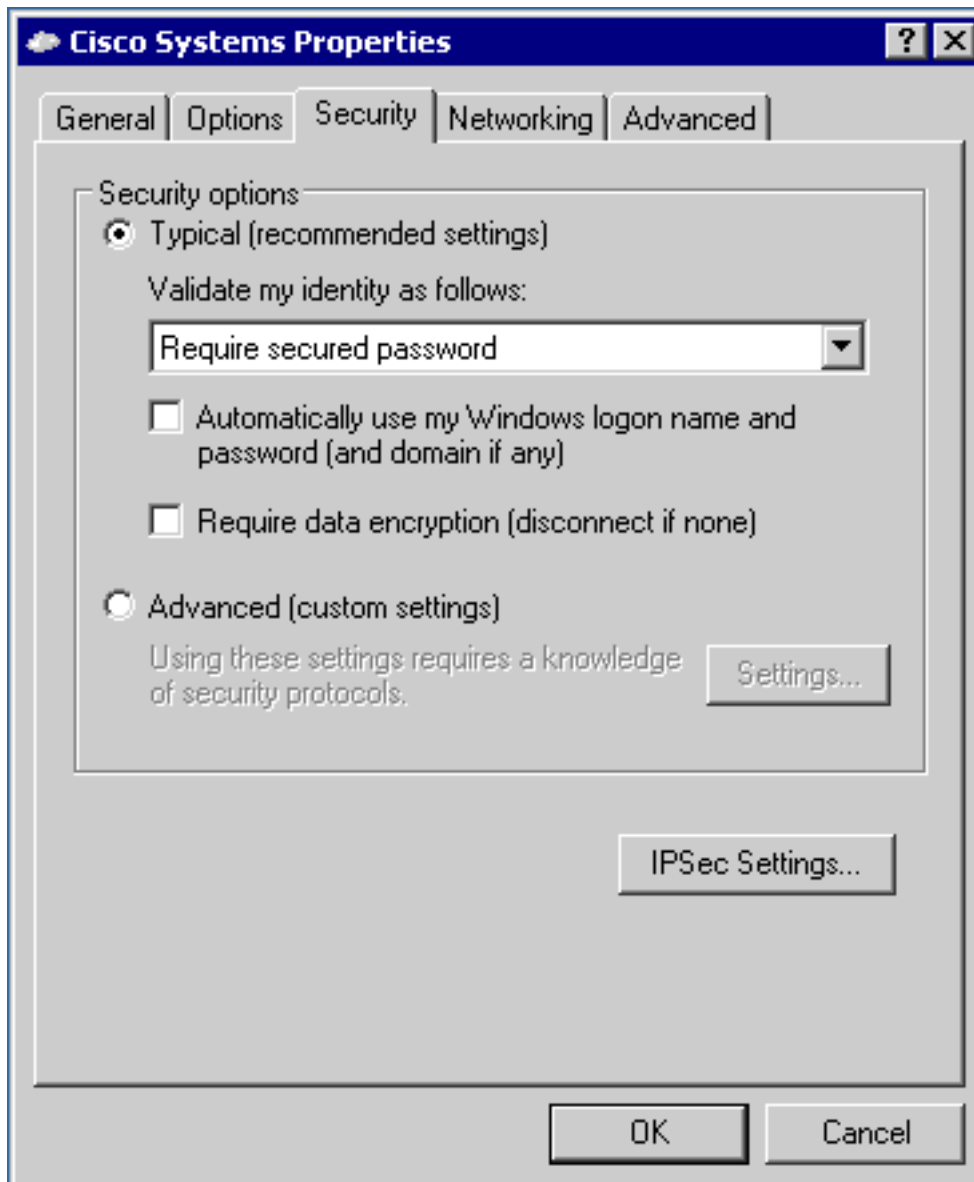 Cisco Systems Properties
General Options Security Networking Advanced
Security options
Typical (recommended settings)
Validate my identity as follows:
Require secured password
Automatically use my Windows logon name and
password (and domain if any)
Require data encryption (disconnect if none)
Advanced (custom settings)
Using these settings requires a knowledge
of security protocols.
Settings...
IPSec Settings...
OK Cancel